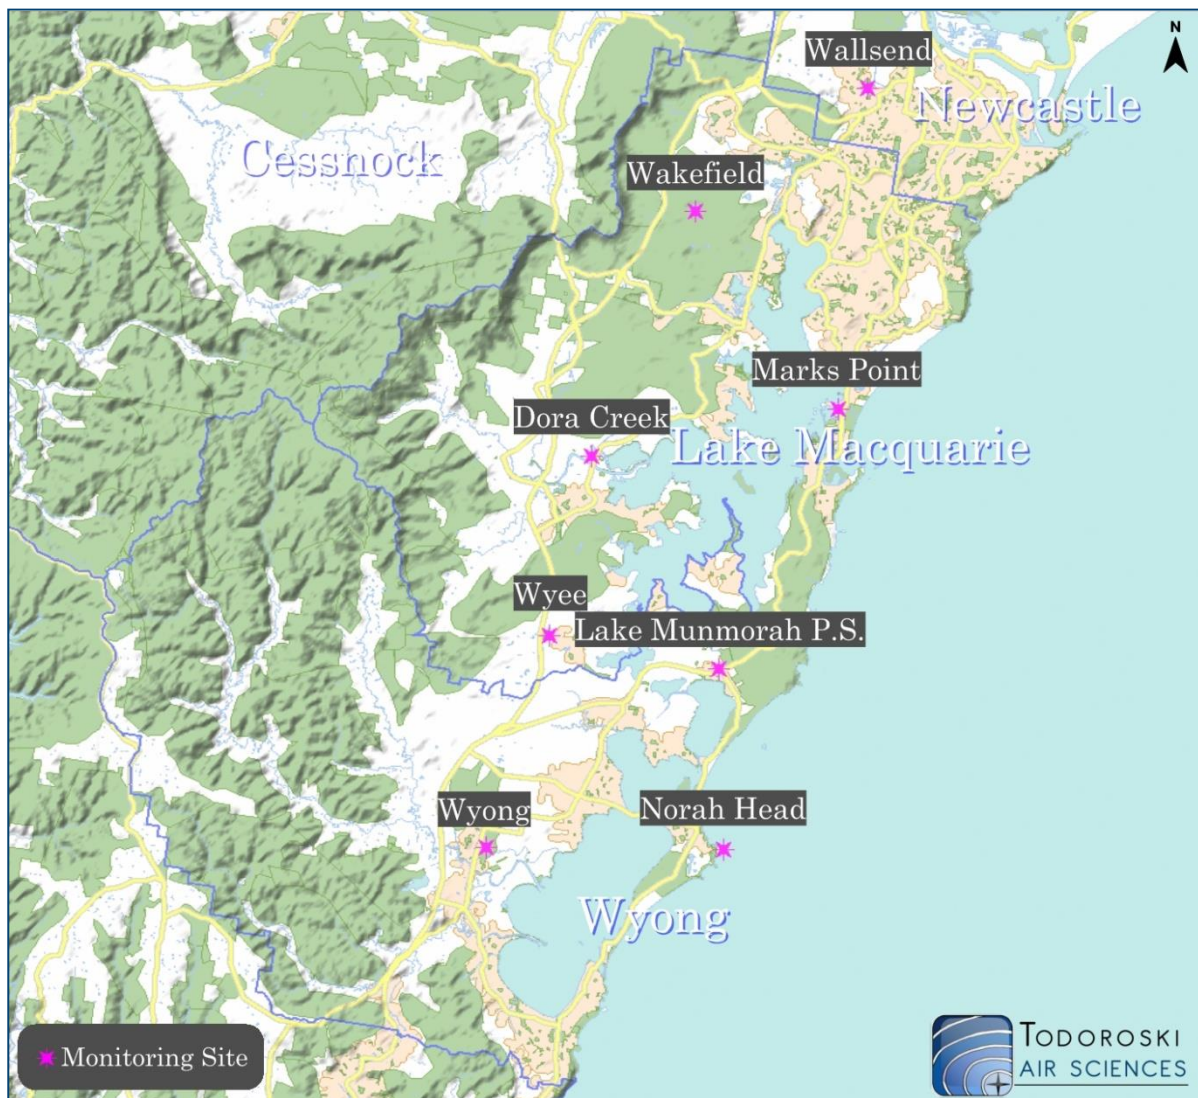 N
Wallsend
Newcastle
Cessnock
Wakefield
Marks Point
Dora Creek
Lake Macquarie
Wyee
Lake Munmorah P.S.
Wyong
Norah Head
Wyong
Monitoring Site
TODOROSKI
AIR SCIENCES